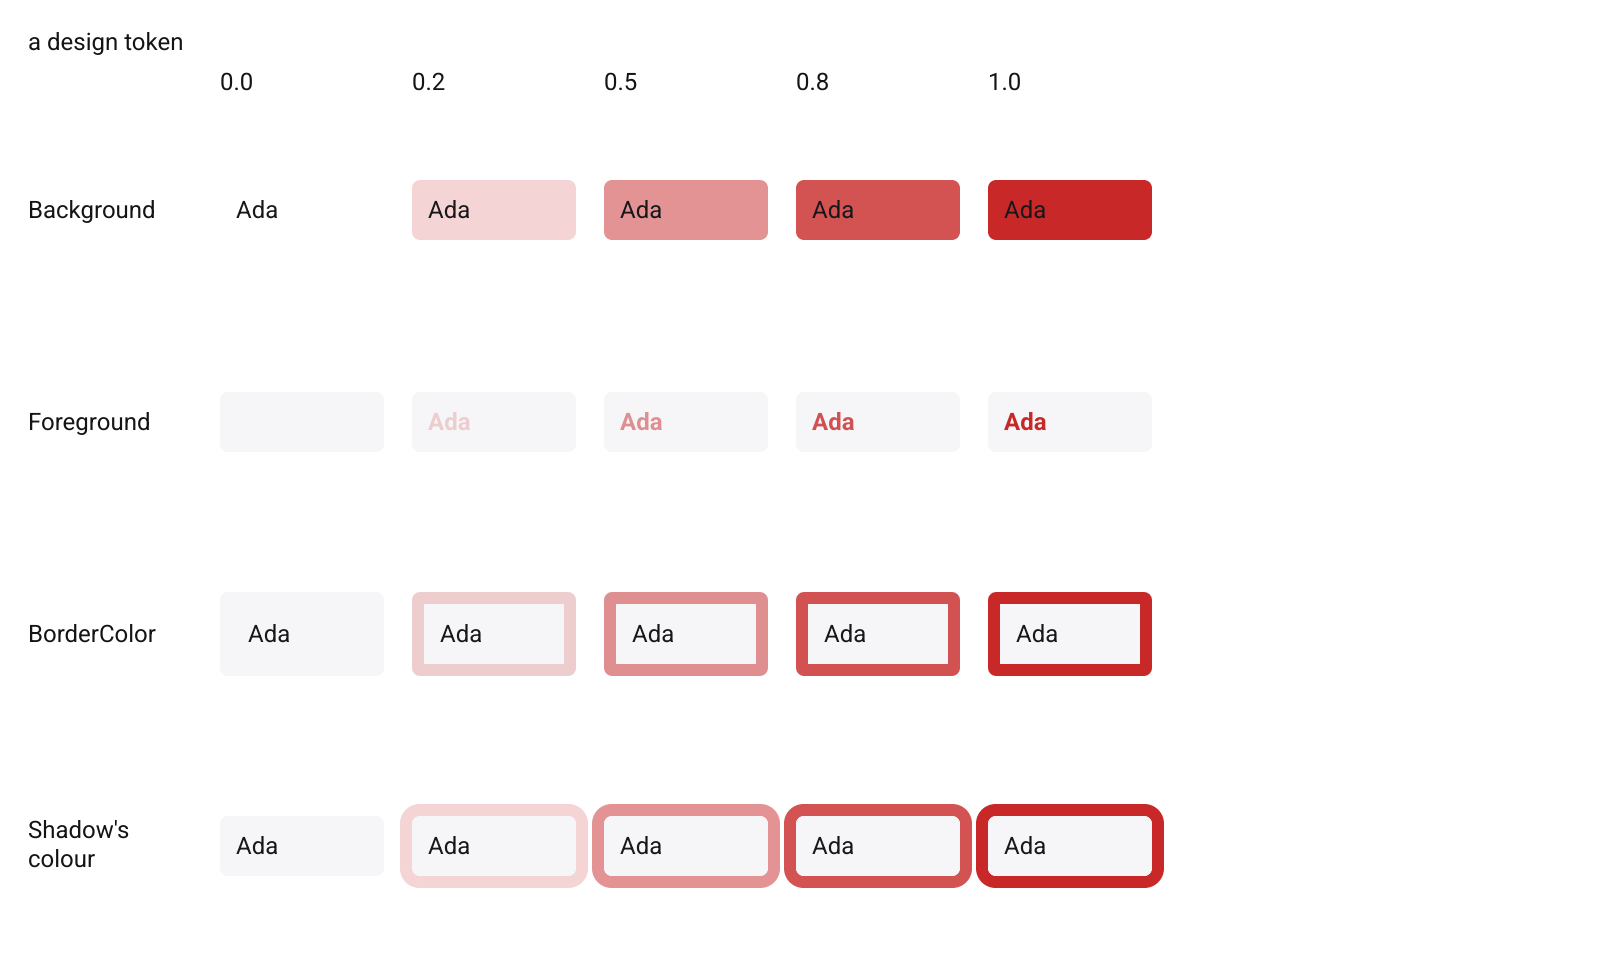 a design token
0.0 0.2 0.5 0.8 1.0
Background Ada Ada Ada Ada Ada
Foreground Ada Ada Ada Ada
BorderColor Ada Ada Ada Ada Ada
Shadow's
colour Ada Ada Ada Ada Ada